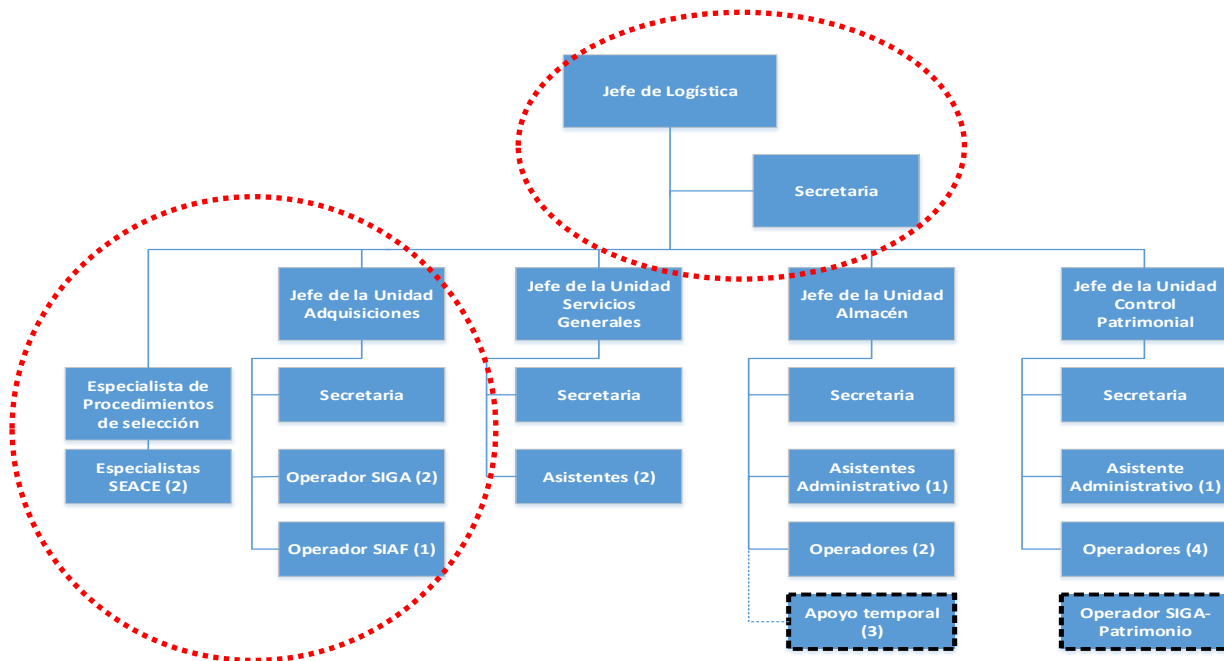 Jefe de Logística
Secretaria
Jefe de la Unidad
Adquisiciones
Jefe de la Unidad
Servicios
Generales
Jefe de la Unidad
Almacén
Jefe de la Unidad
Control
Patrimonial
Especialista de
Procedimientos
de selección
Secretaria
Secretaria
Secretaria
Secretaria
Especialistas
SEACE (2)
Operador SIGA (2)
Asistentes (2)
Asistentes
Administrativo (1)
Asistente
Administrativo (1)
Operador SIAF (1)
Operadores (2)
Operadores (4)
Apoyo temporal
(3)
Operador SIGA-
Patrimonio